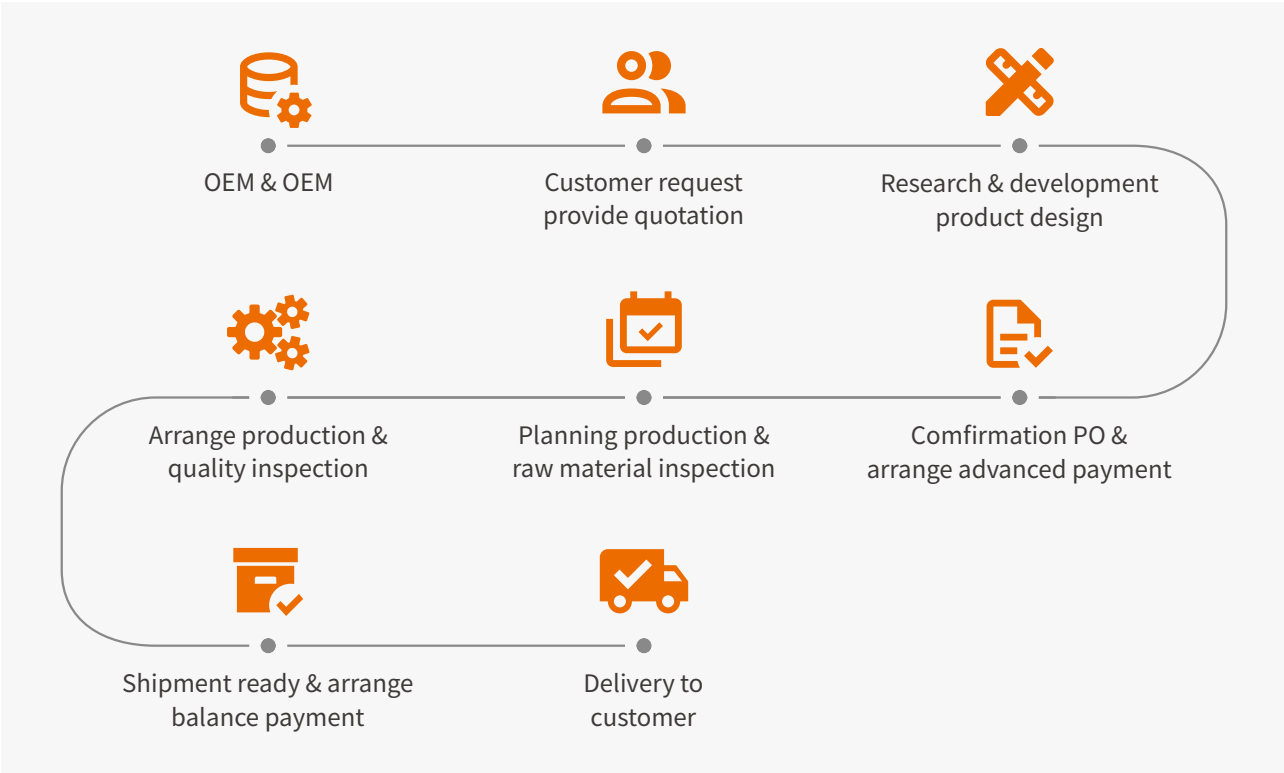 OEM & OEM
Customer request
provide quotation
Research & development
product design
Arrange production &
quality inspection
Planning production &
raw material inspection
Comfirmation PO &
arrange advanced payment
Shipment ready & arrange
balance payment
Delivery to
customer